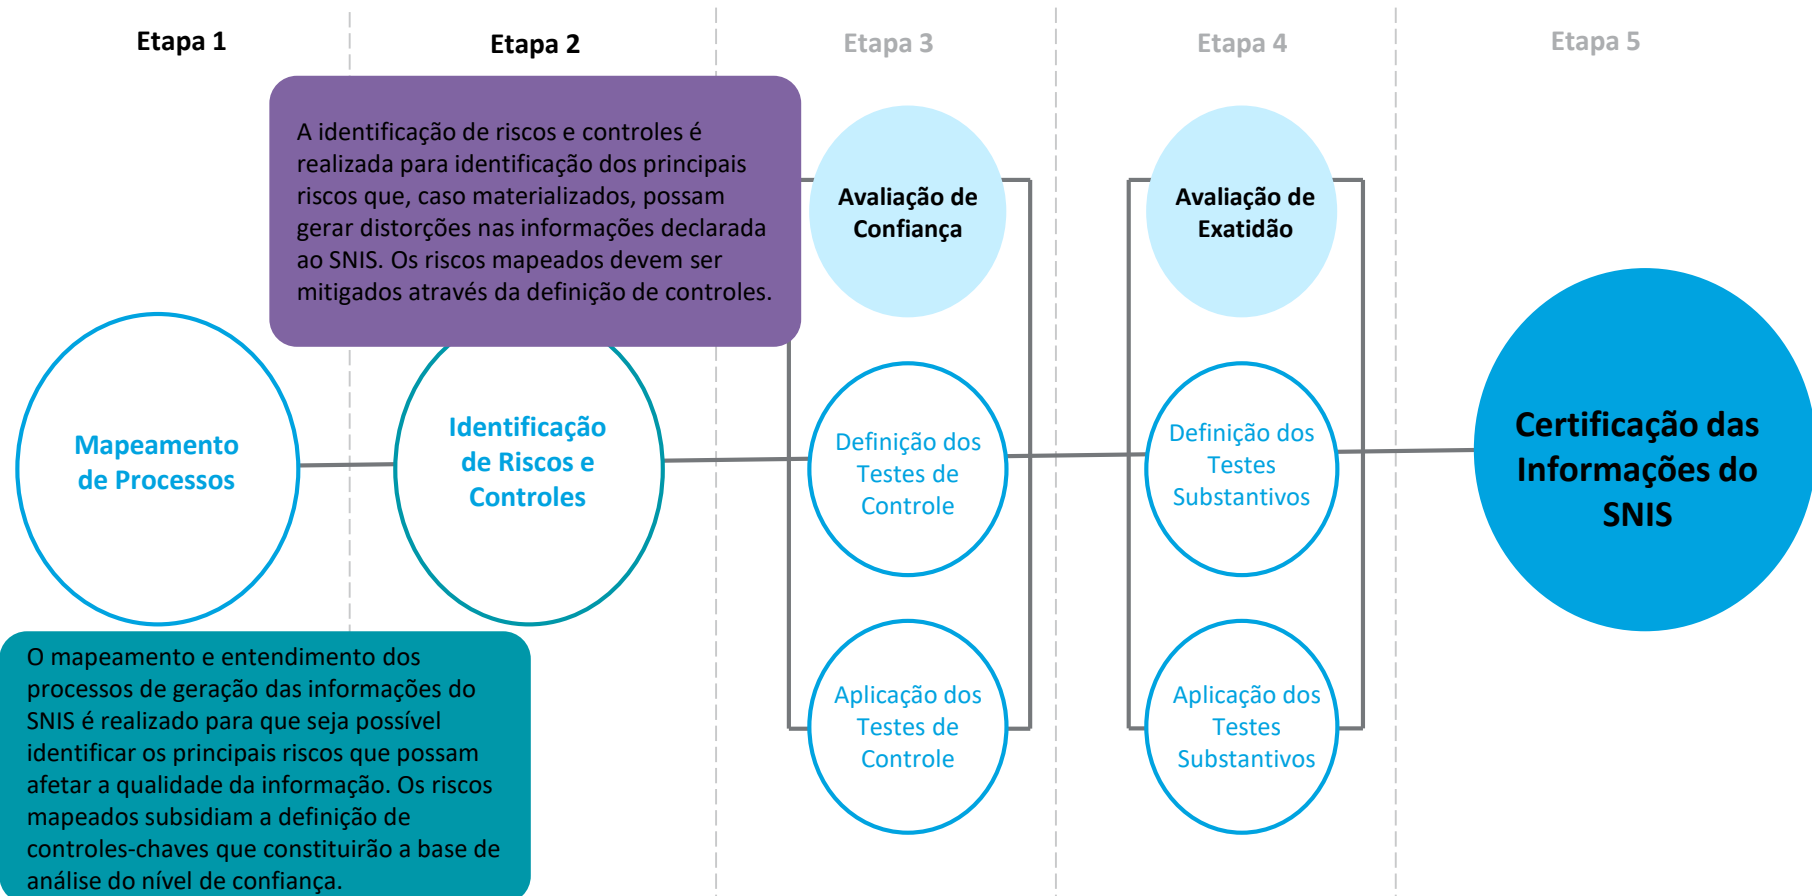 Etapa 1
Etapa 2
Etapa 3
Etapa 4
Etapa 5
A identificação de riscos e controles é
realizada para identificação dos principais
riscos que, caso materializados, possam
gerar distorções nas informações declarada
ao SNIS. Os riscos mapeados devem ser
mitigados através da definição de controles.
Mapeamento
de Processos
Identificação
de Riscos e
Controles
Avaliação de
Confiança
Definição dos
Testes de
Controle
Aplicação dos
Testes de
Controle
Avaliação de
Exatidão
Definição dos
Testes
Substantivos
Aplicação dos
Testes
Substantivos
Certificação das
Informações do
SNIS
O mapeamento e entendimento dos
processos de geração das informações do
SNIS é realizado para que seja possível
identificar os principais riscos que possam
afetar a qualidade da informação. Os riscos
mapeados subsidiam a definição de
controles-chaves que constituirão a base de
análise do nível de confiança.